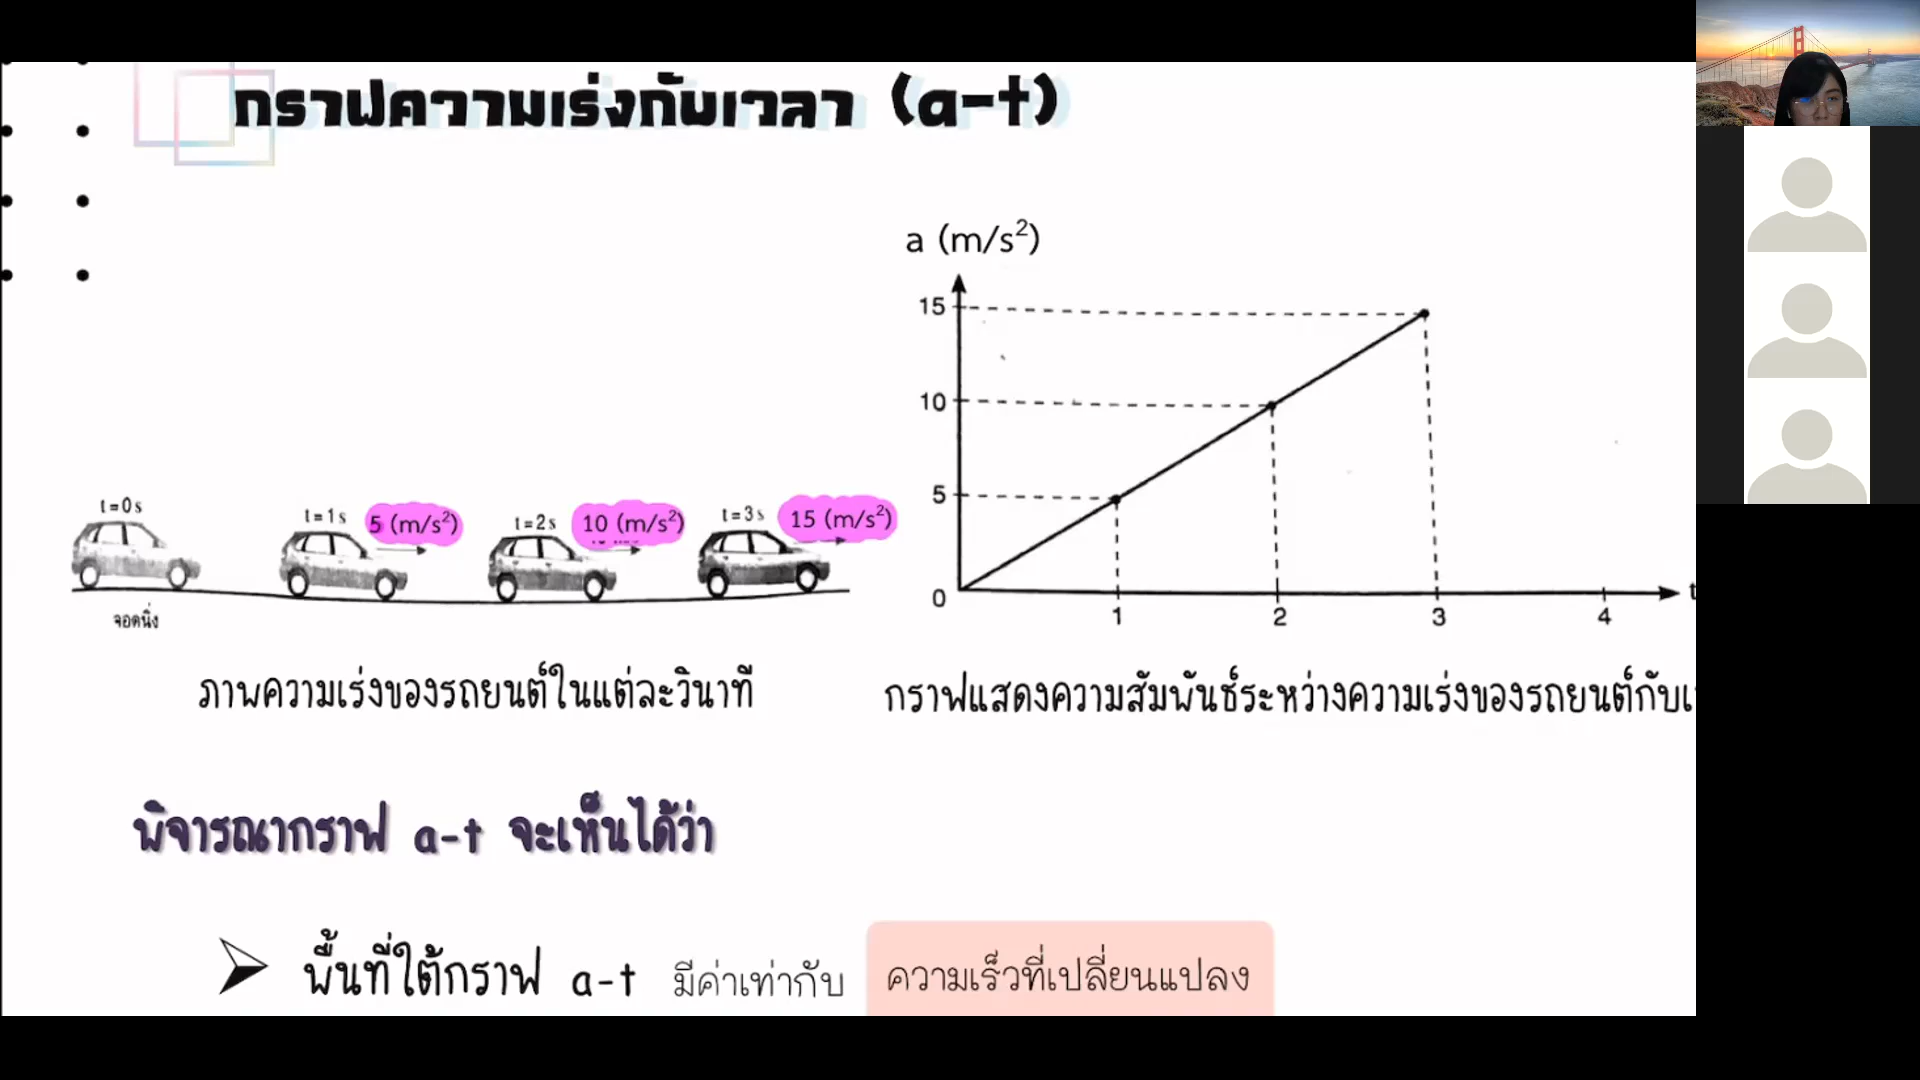 กราฟความเร่งกับเวลา (a-t)
a (m/s²)
15
10
5
0
1 2 3 4
t
t=0s
t=1s 5 (m/s²)
t=2s 10 (m/s²)
t=3s 15 (m/s²)
จอดนิ่ง
ภาพความเร่งของรถยนต์ในแต่ละวินาที
กราฟแสดงความสัมพันธ์ระหว่างความเร่งของรถยนต์กับเ
พิจารณากราฟ a-t จะเห็นได้ว่า
พื้นที่ใต้กราฟ a-t มีค่าเท่ากับ ความเร็วที่เปลี่ยนแปลง